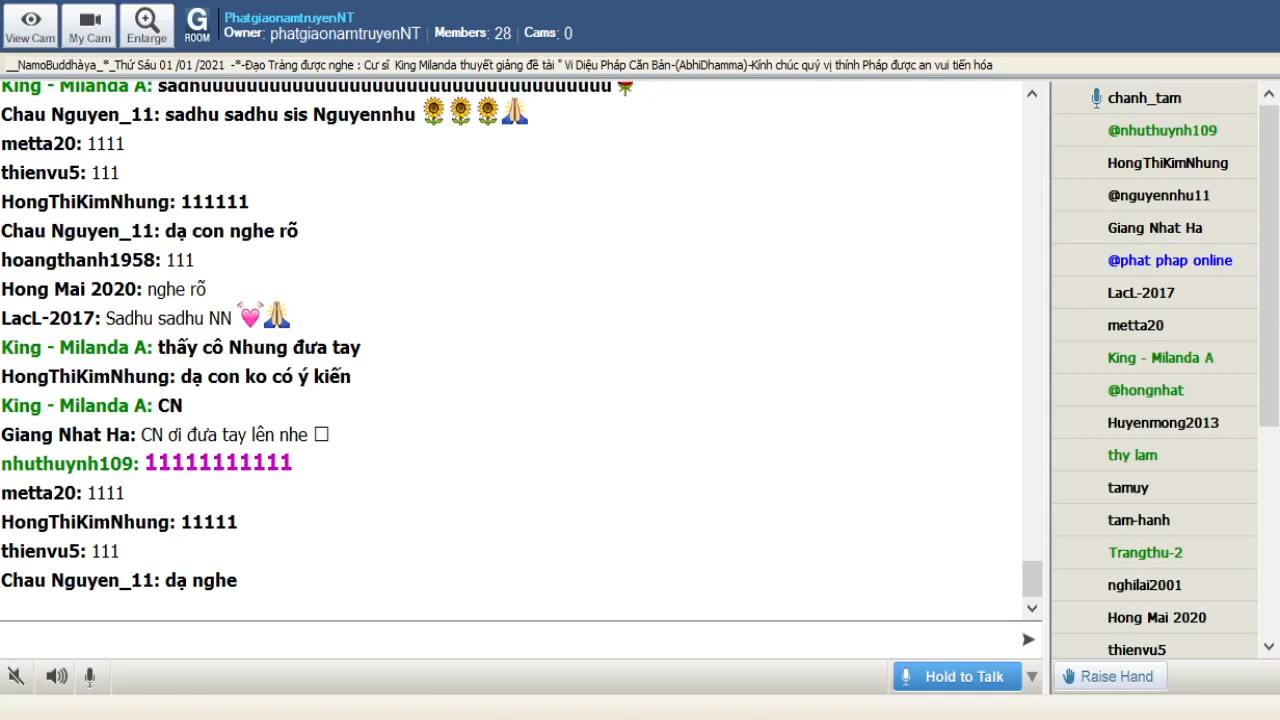 View Cam
My Cam
Enlarge
G
ROOM
PhatgiaonamtruyenNT
Owner: phatgiaonamtruyenNT | Members: 28 | Cams: 0
__NamoBuddhàya_*_Thứ Sáu 01 /01 /2021 -*-Đạo Tràng được nghe : Cư sĩ King Milanda thuyết giảng đề tài " Vi Diệu Pháp Căn Bản-(AbhiDhamma)-Kính chúc quý vị thính Pháp được an vui tiến hóa
Chau Nguyen_11: sadhu sadhu sis Nguyennhu 🌻🌻🌻🙏
metta20: 1111
thienvu5: 111
HongThiKimNhung: 111111
Chau Nguyen_11: dạ con nghe rõ
hoangthanh1958: 111
Hong Mai 2020: nghe rõ
LacL-2017: Sadhu sadhu NN 💓🙏
King - Milanda A: thấy cô Nhung đưa tay
HongThiKimNhung: dạ con ko có ý kiến
King - Milanda A: CN
Giang Nhat Ha: CN ơi đưa tay lên nhe □
nhuthuynh109: 11111111111
metta20: 1111
HongThiKimNhung: 11111
thienvu5: 111
Chau Nguyen_11: dạ nghe
chanh_tam
@nhuthuynh109
HongThiKimNhung
@nguyennhu11
Giang Nhat Ha
@phat phap online
LacL-2017
metta20
King - Milanda A
@hongnhat
Huyenmong2013
thy lam
tamuy
tam-hanh
Trangthu-2
nghilai2001
Hong Mai 2020
thienvu5
Hold to Talk
Raise Hand